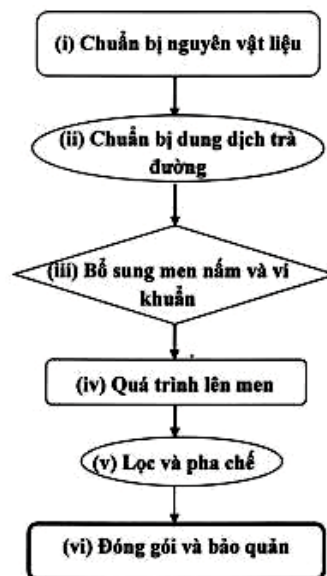 (i) Chuẩn bị nguyên vật liệu
(ii) Chuẩn bị dung dịch trà
đường
(iii) Bổ sung men nấm và vi
khuẩn
(iv) Quá trình lên men
(v) Lọc và pha chế
(vi) Đóng gói và bảo quản